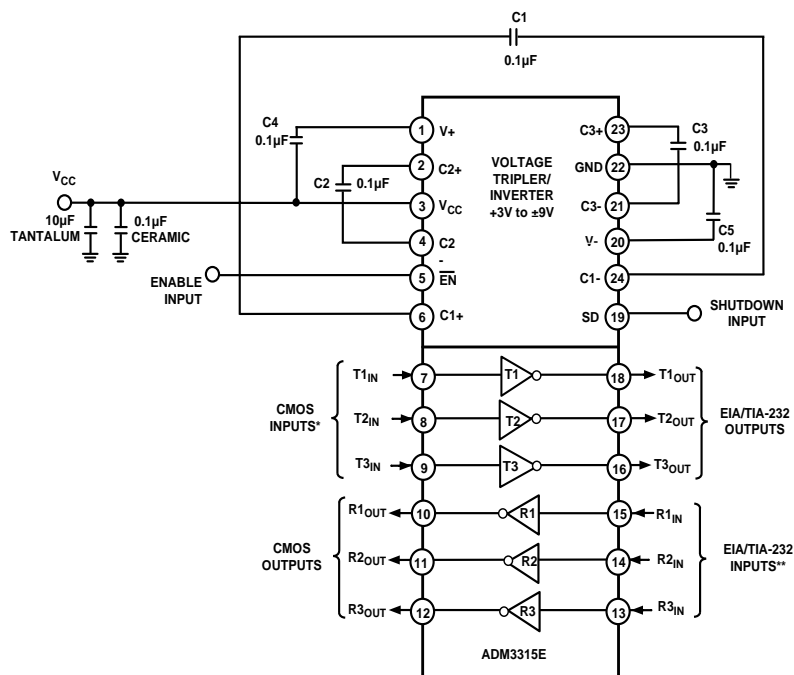 C1
0.1µF
C4
0.1µF
VCC
10µF
TANTALUM
0.1µF
CERAMIC
C2
0.1µF
1
V+
2
C2+
3
VCC
4
C2
-
5
EN
6
C1+
ENABLE
INPUT
VOLTAGE
TRIPLER/
INVERTER
+3V to ±9V
C3+
23
GND
22
C3-
21
V-
20
C1-
24
SD
19
C3
0.1µF
C5
0.1µF
SHUTDOWN
INPUT
CMOS
INPUTS*
T1IN
7
T1
18
T1OUT
T2IN
8
T2
17
T2OUT
T3IN
9
T3
16
T3OUT
EIA/TIA-232
OUTPUTS
CMOS
OUTPUTS
R1OUT
10
R1
15
R1IN
R2OUT
11
R2
14
R2IN
R3OUT
12
R3
13
R3IN
EIA/TIA-232
INPUTS**
ADM3315E